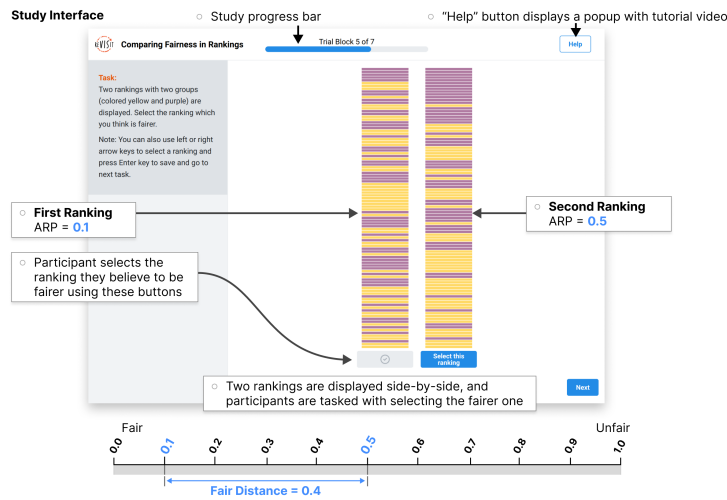 Study Interface
Study progress bar
"Help" button displays a popup with tutorial video
REVISIT
Comparing Fairness in Rankings
Trial Block 5 of 7
Help
Task:
Two rankings with two groups
(colored yellow and purple) are
displayed. Select the ranking which
you think is fairer.
Note: You can also use left or right
arrow keys to select a ranking and
press Enter key to save and go to
next task.
First Ranking
ARP = 0.1
Second Ranking
ARP = 0.5
Participant selects the
ranking they believe to be
fairer using these buttons
Select this
ranking
Two rankings are displayed side-by-side, and
participants are tasked with selecting the fairer one
Next
Fair
Unfair
0.0 0.1 0.2 0.3 0.4 0.5 0.6 0.7 0.8 0.9 1.0
Fair Distance = 0.4